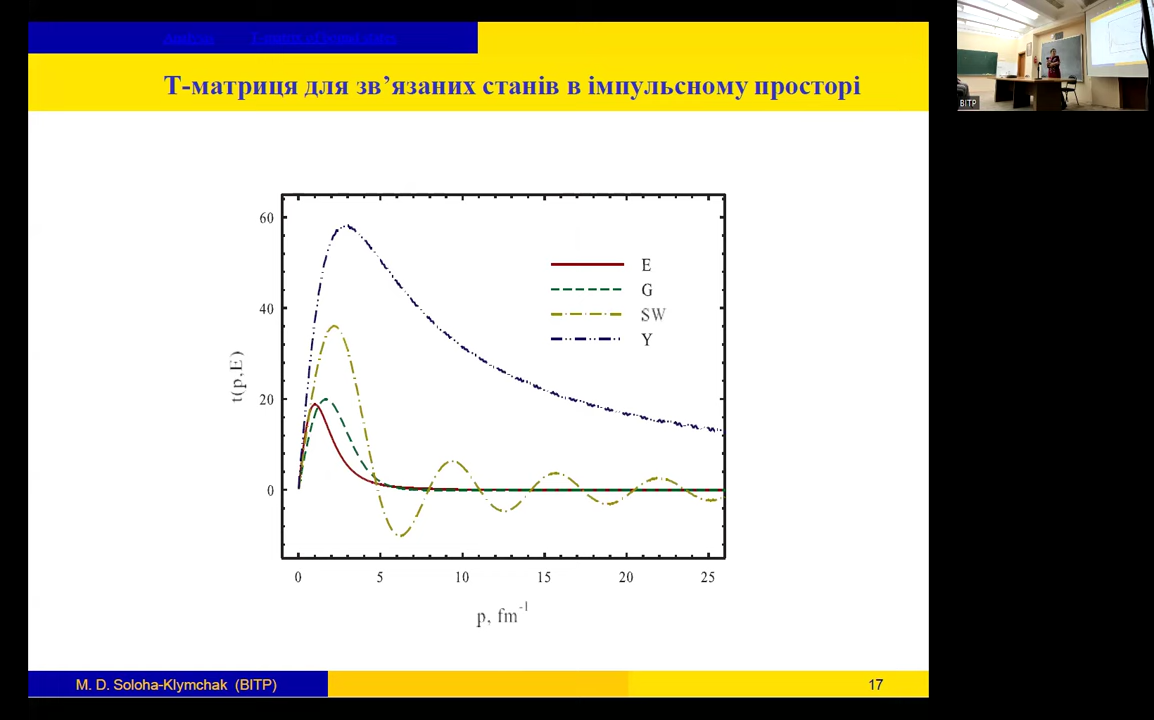 Т-матриця для зв’язаних станів в імпульсному просторі
60
40
20
0
t(p,E)
E
G
SW
Y
0 5 10 15 20 25
p, fm-1
M. D. Soloha-Klymchak (BITP)
17
BITP